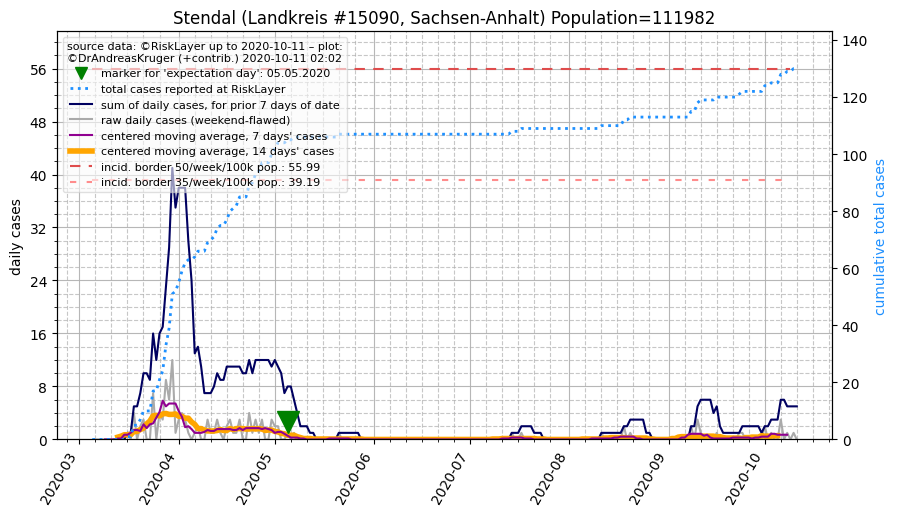 Stendal (Landkreis #15090, Sachsen-Anhalt) Population=111982
source data: ©RiskLayer up to 2020-10-11 – plot:
©DrAndreasKruger (+contrib.) 2020-10-11 02:02
marker for 'expectation day': 05.05.2020
total cases reported at RiskLayer
sum of daily cases, for prior 7 days of date
raw daily cases (weekend-flawed)
centered moving average, 7 days' cases
centered moving average, 14 days' cases
incid. border 50/week/100k pop.: 55.99
incid. border 35/week/100k pop.: 39.19
daily cases
56
48
40
32
24
16
8
0
cumulative total cases
140
120
100
80
60
40
20
0
2020-03
2020-04
2020-05
2020-06
2020-07
2020-08
2020-09
2020-10